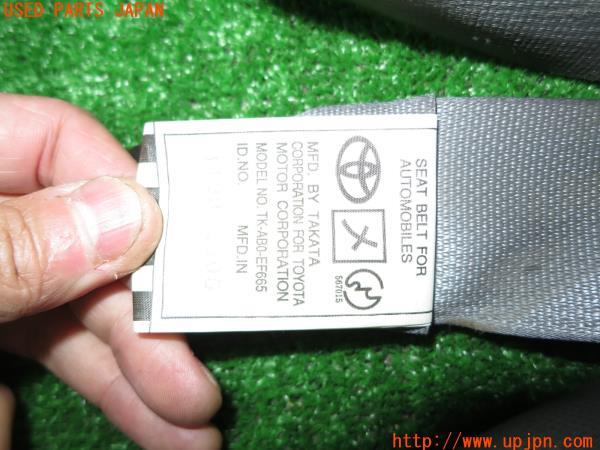 USED PARTS JAPAN
SEAT BELT FOR
AUTOMOBILES
567015
MFD. BY TAKATA
CORPORATION FOR TOYOTA
MOTOR CORPORATION
MODEL NO. TK-AB0-EF665
ID.NO. MFD.IN
http://www.upjpn.com/